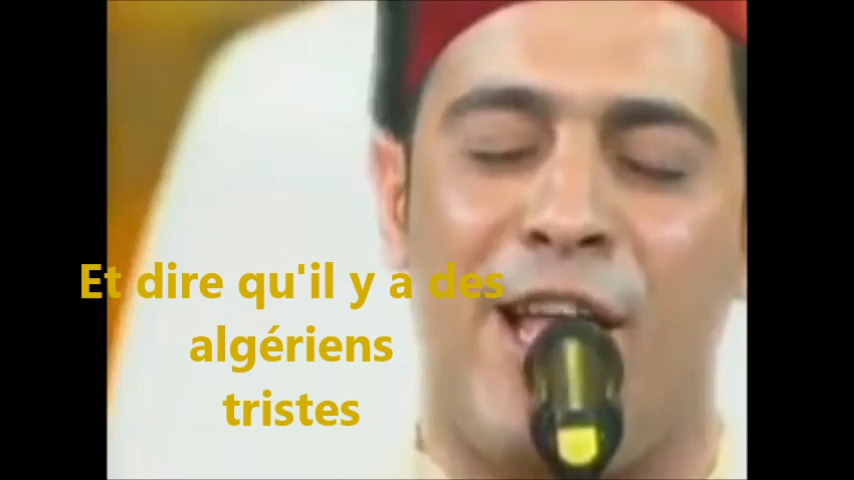 Et dire qu'il y a des
algériens
tristes